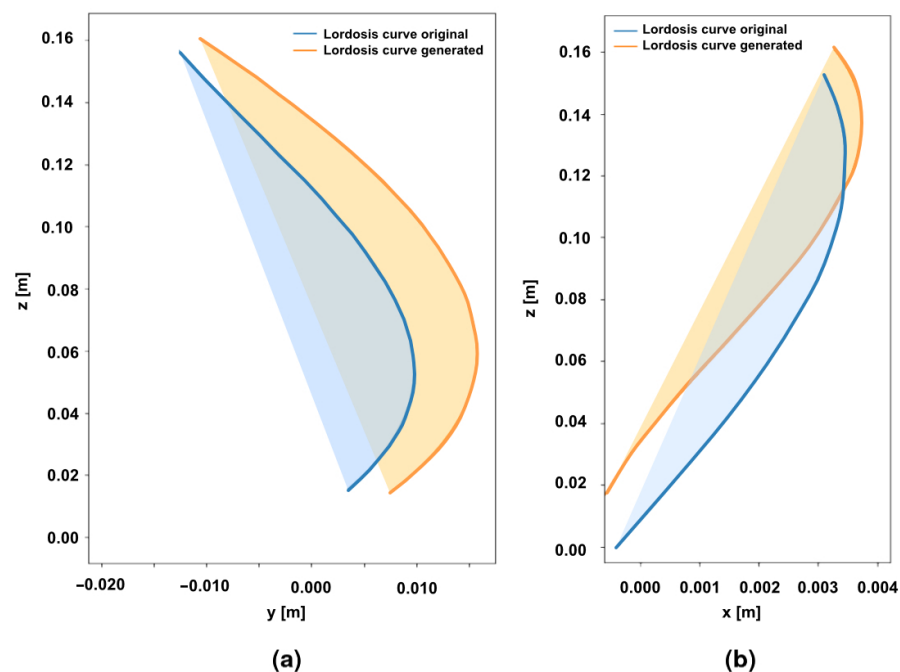 Lordosis curve original
Lordosis curve generated
0.16
0.14
0.12
0.10
0.08
0.06
0.04
0.02
0.00
z [m]
−0.020
−0.010
0.000
0.010
y [m]
(a)
Lordosis curve original
Lordosis curve generated
0.16
0.14
0.12
0.10
0.08
0.06
0.04
0.02
0.00
z [m]
0.000
0.001
0.002
0.003
0.004
x [m]
(b)